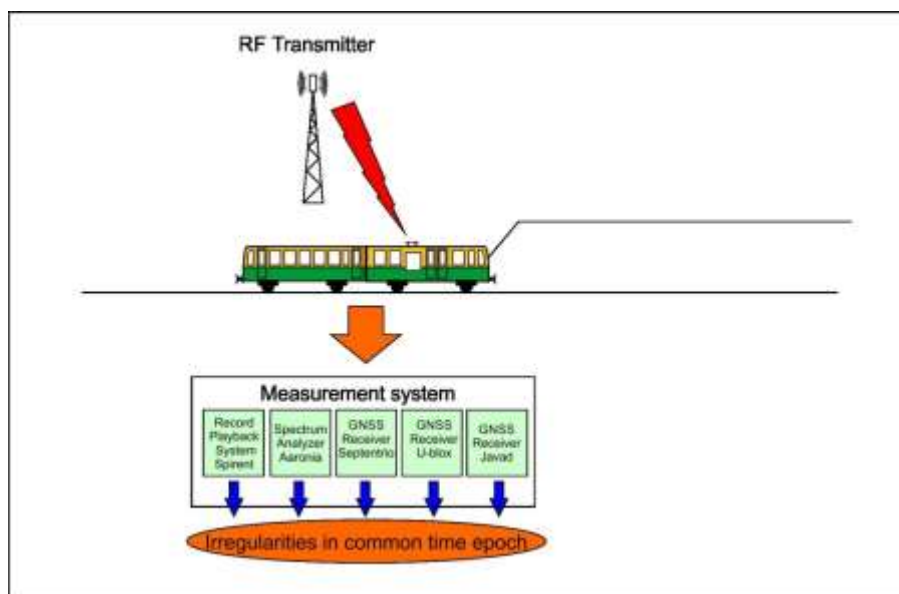 RF Transmitter
Measurement system
Record
Playback
System
Spirent
Spectrum
Analyzer
Aaronia
GNSS
Receiver
Septentrio
GNSS
Receiver
U-blox
GNSS
Receiver
Javad
Irregularities in common time epoch